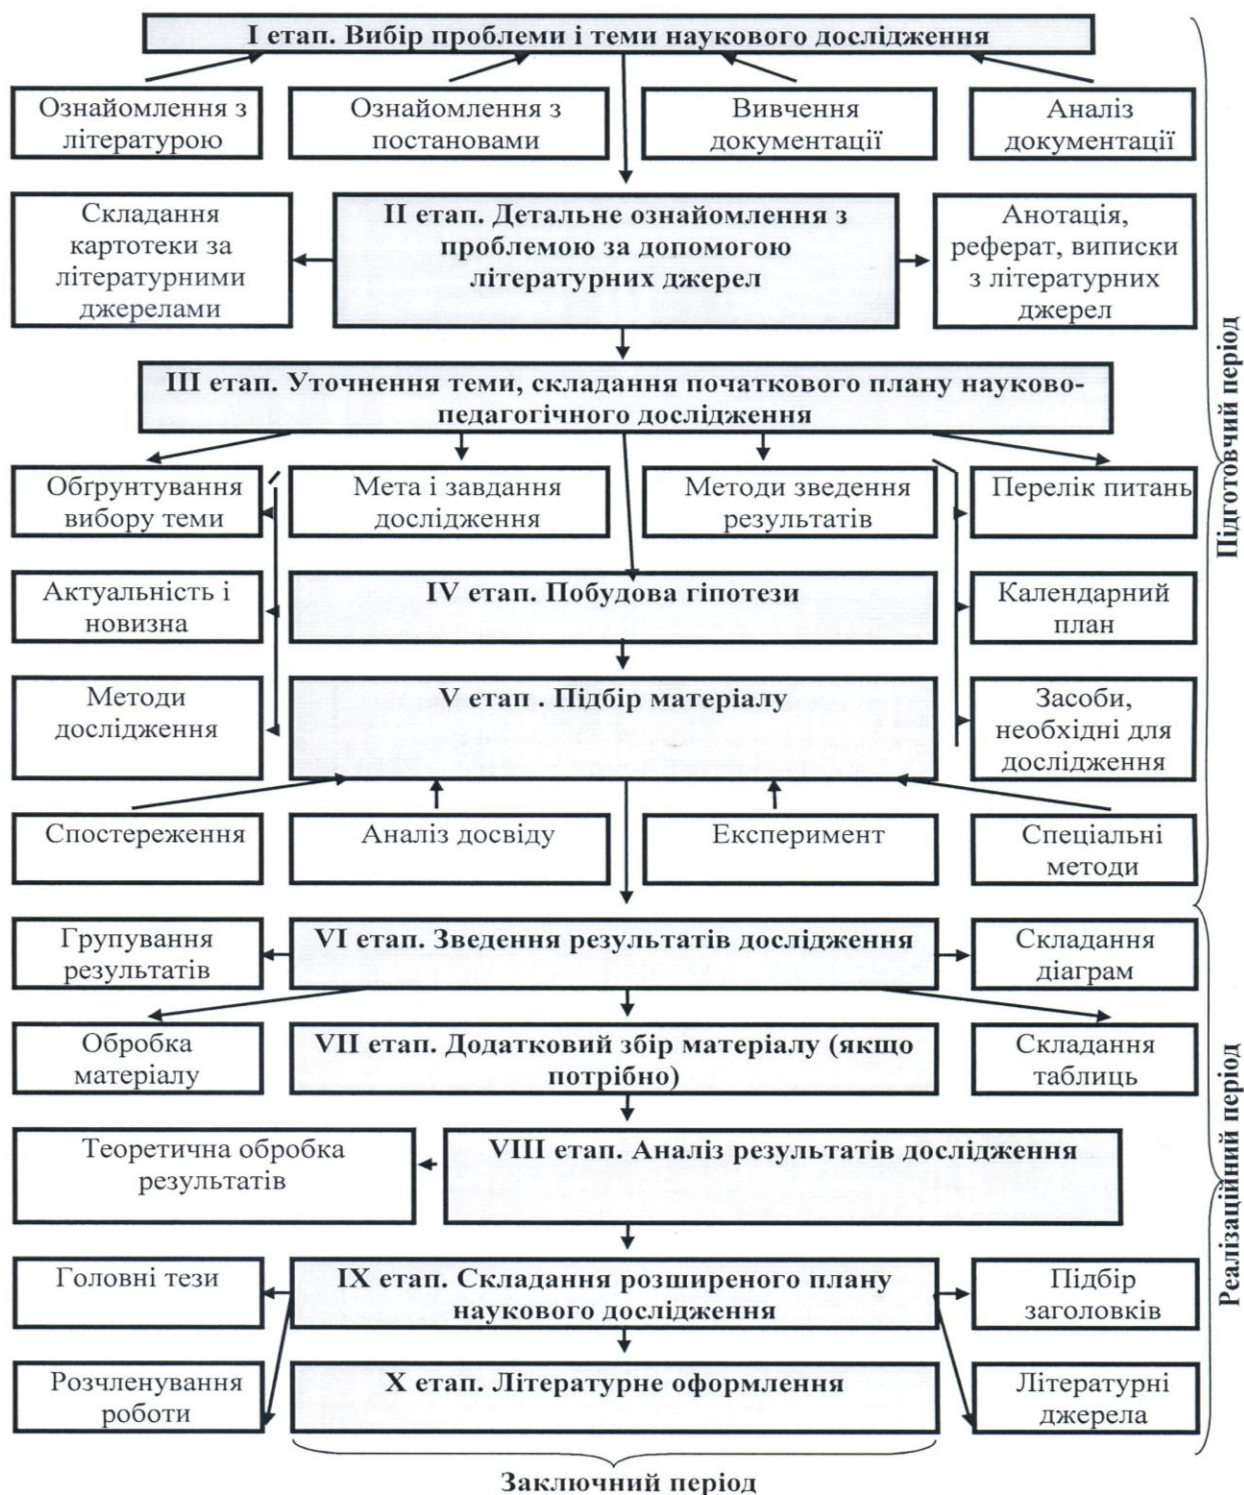 І етап. Вибір проблеми і теми наукового дослідження
Ознайомлення з
літературою
Ознайомлення з
постановами
Вивчення
документації
Аналіз
документації
Складання
картотеки за
літературними
джерелами
ІІ етап. Детальне ознайомлення з
проблемою за допомогою
літературних джерел
Анотація,
реферат, виписки
з літературних
джерел
ІІІ етап. Уточнення теми, складання початкового плану науково-
педагогічного дослідження
Обґрунтування
вибору теми
Мета і завдання
дослідження
Методи зведення
результатів
Перелік питань
Актуальність і
новизна
IV етап. Побудова гіпотези
Календарний
план
Методи
дослідження
V етап . Підбір матеріалу
Засоби,
необхідні для
дослідження
Спостереження
Аналіз досвіду
Експеримент
Спеціальні
методи
Підготовчий період
Групування
результатів
VI етап. Зведення результатів дослідження
Складання
діаграм
Обробка
матеріалу
VII етап. Додатковий збір матеріалу (якщо
потрібно)
Складання
таблиць
Теоретична обробка
результатів
VIII етап. Аналіз результатів дослідження
Головні тези
IX етап. Складання розширеного плану
наукового дослідження
Підбір
заголовків
Розчленування
роботи
X етап. Літературне оформлення
Літературні
джерела
Реалізаційний період
Заключний період